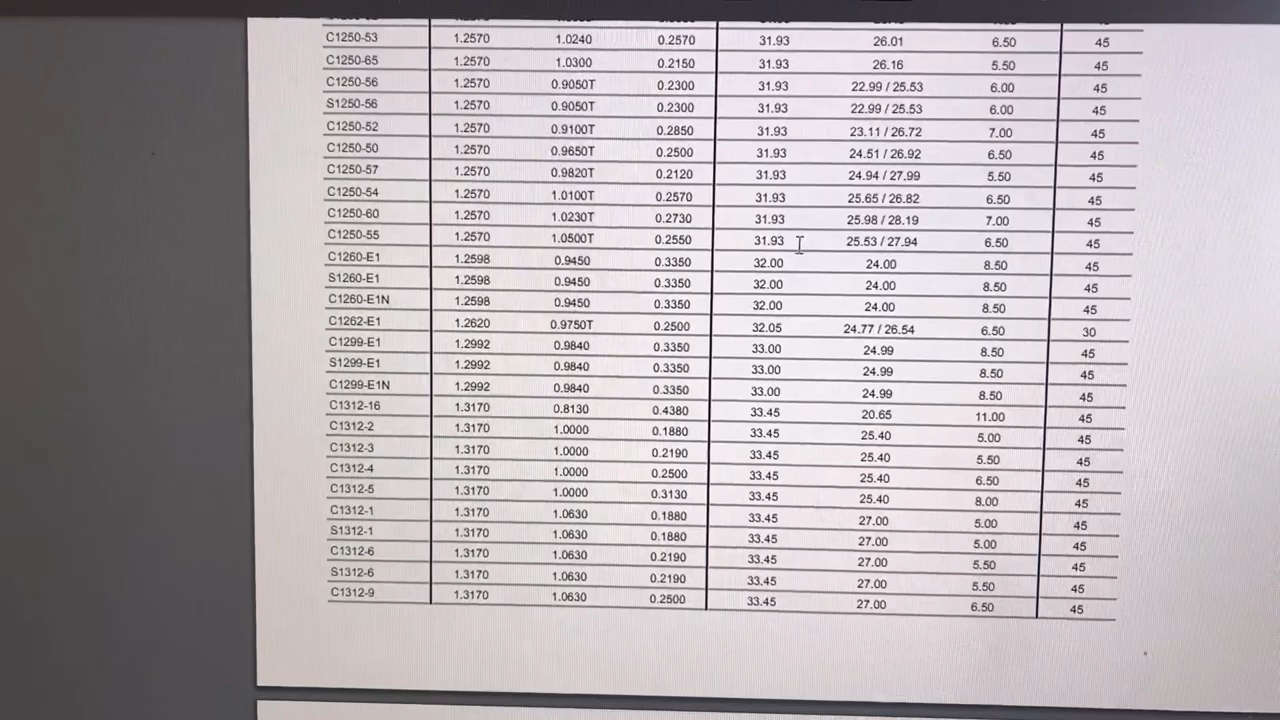 C1250-53 1.2570 1.0240 0.2570 31.93 26.01 6.50 45
C1250-65 1.2570 1.0300 0.2150 31.93 26.16 5.50 45
C1250-56 1.2570 0.9050T 0.2300 31.93 22.99 / 25.53 6.00 45
S1250-56 1.2570 0.9050T 0.2300 31.93 22.99 / 25.53 6.00 45
C1250-52 1.2570 0.9100T 0.2850 31.93 23.11 / 26.72 7.00 45
C1250-50 1.2570 0.9650T 0.2500 31.93 24.51 / 26.92 6.50 45
C1250-57 1.2570 0.9820T 0.2120 31.93 24.94 / 27.99 5.50 45
C1250-54 1.2570 1.0100T 0.2570 31.93 25.65 / 26.82 6.50 45
C1250-60 1.2570 1.0230T 0.2730 31.93 25.98 / 28.19 7.00 45
C1250-55 1.2570 1.0500T 0.2550 31.93 25.53 / 27.94 6.50 45
C1260-E1 1.2598 0.9450 0.3350 32.00 24.00 8.50 45
S1260-E1 1.2598 0.9450 0.3350 32.00 24.00 8.50 45
C1260-E1N 1.2598 0.9450 0.3350 32.00 24.00 8.50 45
C1262-E1 1.2620 0.9750T 0.2500 32.05 24.77 / 26.54 6.50 30
C1299-E1 1.2992 0.9840 0.3350 33.00 24.99 8.50 45
S1299-E1 1.2992 0.9840 0.3350 33.00 24.99 8.50 45
C1299-E1N 1.2992 0.9840 0.3350 33.00 24.99 8.50 45
C1312-16 1.3170 0.8130 0.4380 33.45 20.65 11.00 45
C1312-2 1.3170 1.0000 0.1880 33.45 25.40 5.00 45
C1312-3 1.3170 1.0000 0.2190 33.45 25.40 5.50 45
C1312-4 1.3170 1.0000 0.2500 33.45 25.40 6.50 45
C1312-5 1.3170 1.0000 0.3130 33.45 25.40 8.00 45
C1312-1 1.3170 1.0630 0.1880 33.45 27.00 5.00 45
S1312-1 1.3170 1.0630 0.1880 33.45 27.00 5.00 45
C1312-6 1.3170 1.0630 0.2190 33.45 27.00 5.50 45
S1312-6 1.3170 1.0630 0.2190 33.45 27.00 5.50 45
C1312-9 1.3170 1.0630 0.2500 33.45 27.00 6.50 45